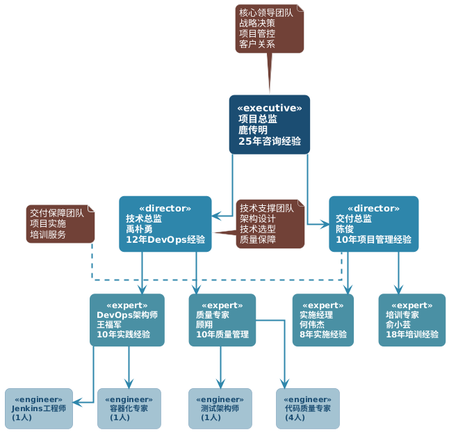 核心领导团队
战略决策
项目管控
客户关系
«executive»
项目总监
鹿传明
25年咨询经验
交付保障团队
项目实施
培训服务
«director»
技术总监
禹朴勇
12年DevOps经验
技术支撑团队
架构设计
技术选型
质量保障
«director»
交付总监
陈俊
10年项目管理经验
«expert»
DevOps架构师
王福军
10年实践经验
«expert»
质量专家
顾翔
10年质量管理
«expert»
实施经理
何伟杰
8年实施经验
«expert»
培训专家
俞小芸
18年培训经验
«engineer»
Jenkins工程师
(1人)
«engineer»
容器化专家
(1人)
«engineer»
测试架构师
(1人)
«engineer»
代码质量专家
(4人)